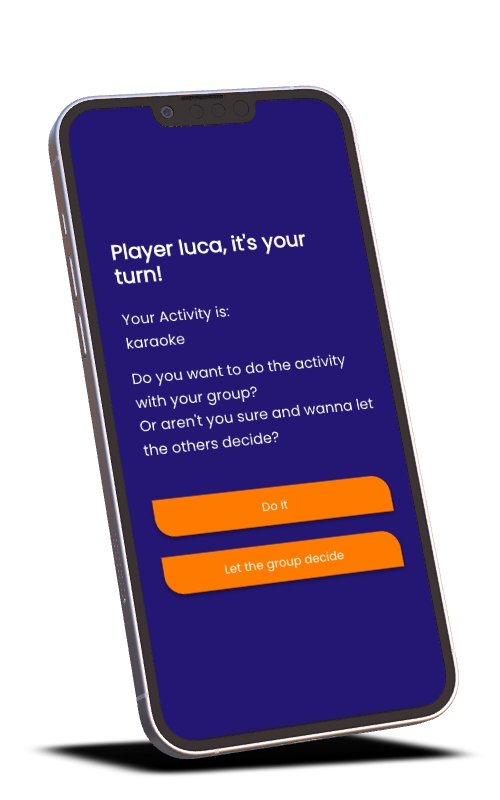 Player luca, it's your
turn!
Your Activity is:
karaoke
Do you want to do the activity
with your group?
Or aren't you sure and wanna let
the others decide?
Do It
Let the group decide